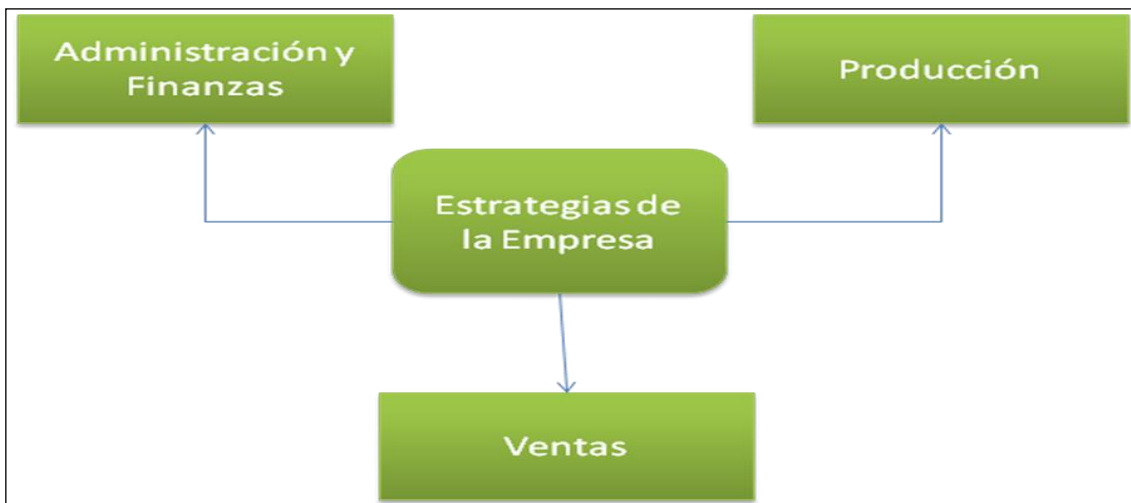 Administración y
Finanzas
Producción
Estrategias de
la Empresa
Ventas